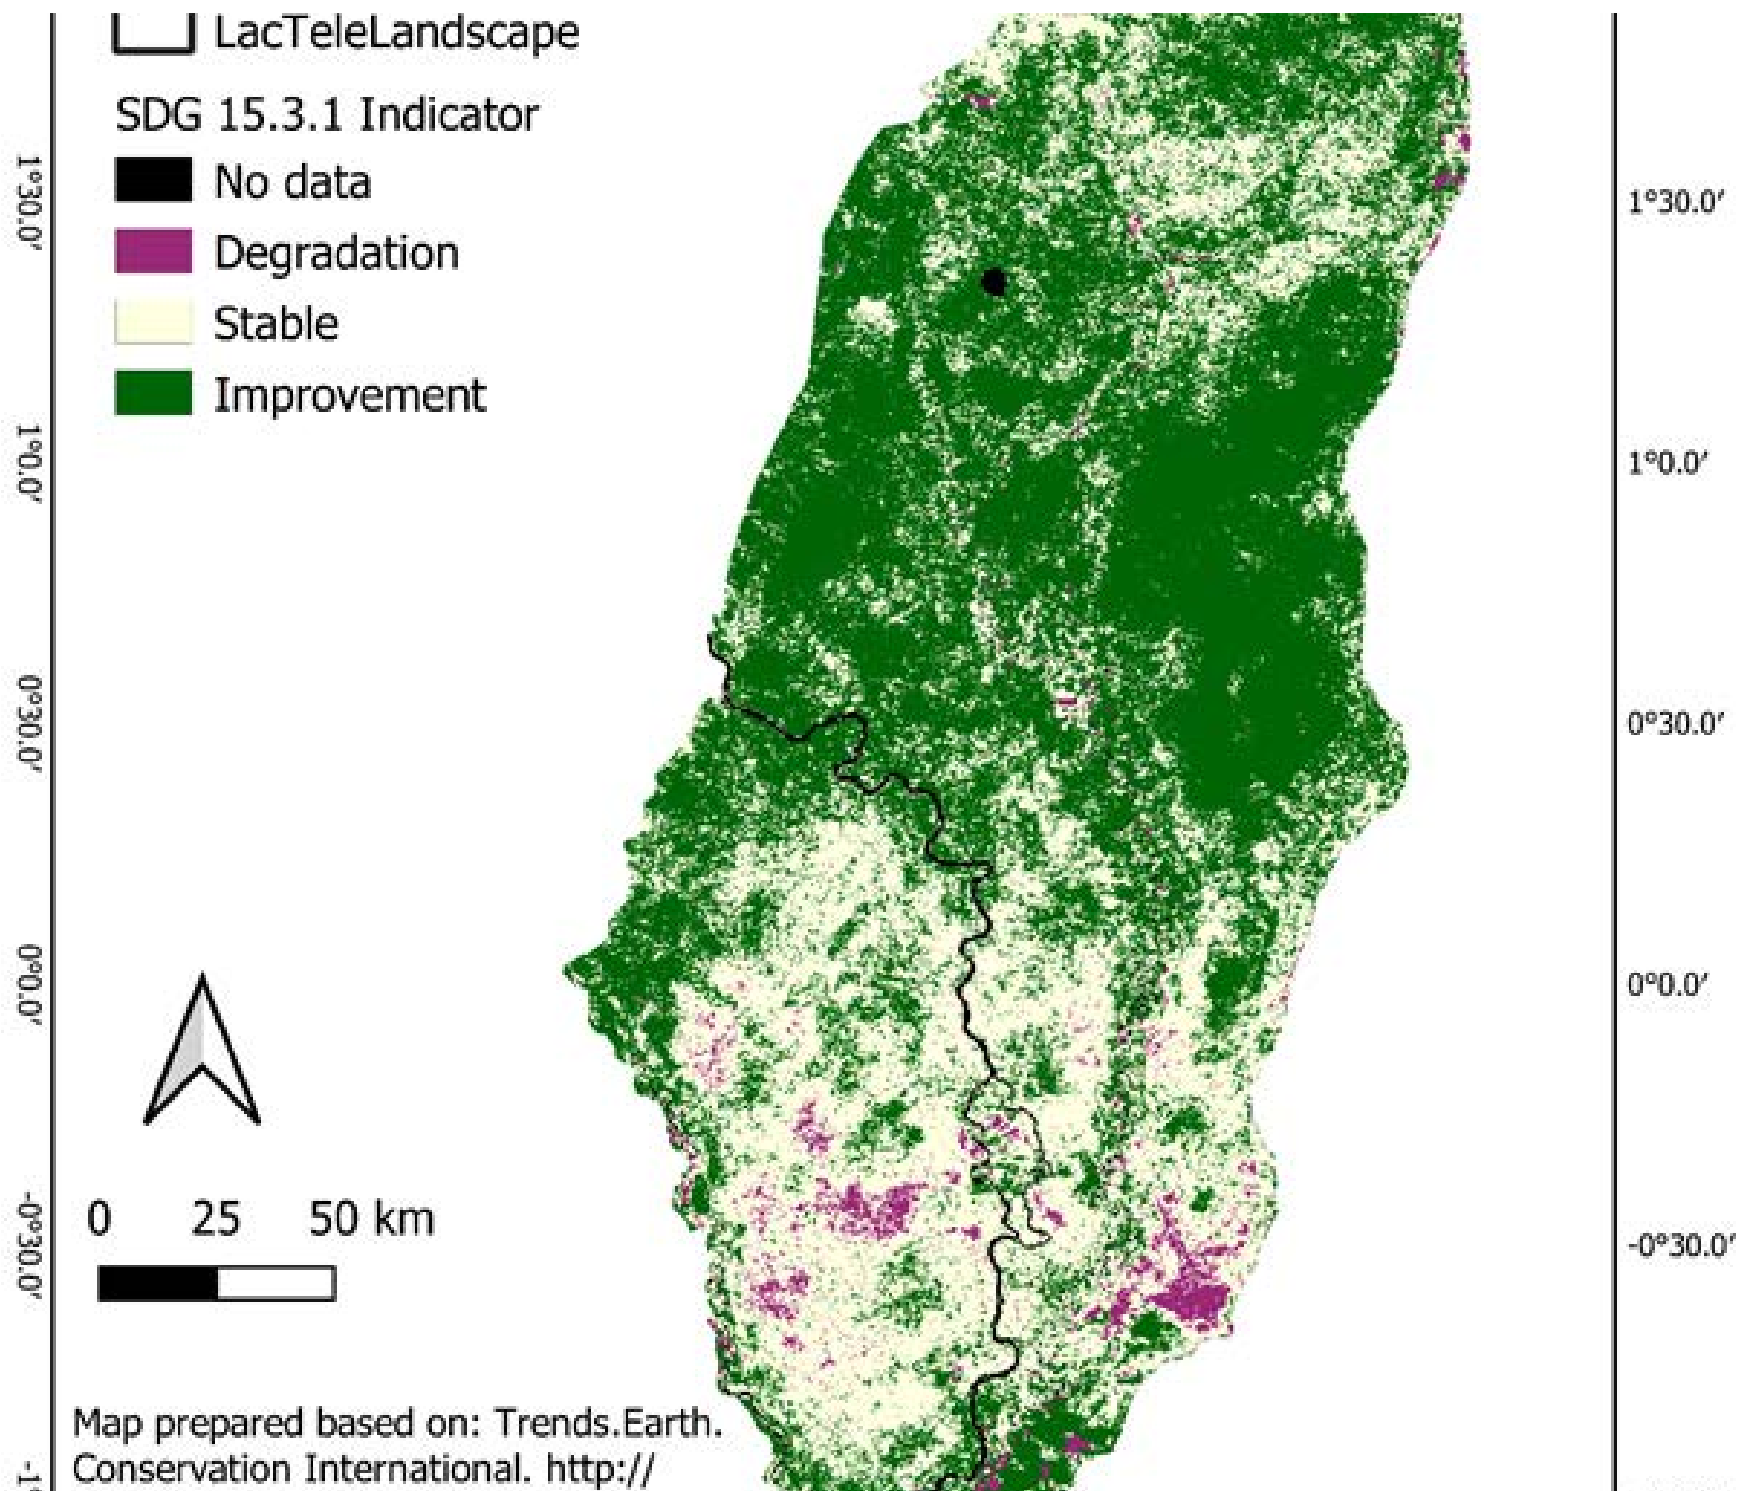 LacTeleLandscape
SDG 15.3.1 Indicator
No data
Degradation
Stable
Improvement
1°30.0′
1°0.0′
0°30.0′
0°0.0′
-0°30.0′
-1°
1°30.0′
1°0.0′
0°30.0′
0°0.0′
-0°30.0′
0 25 50 km
Map prepared based on: Trends.Earth.
Conservation International. http://